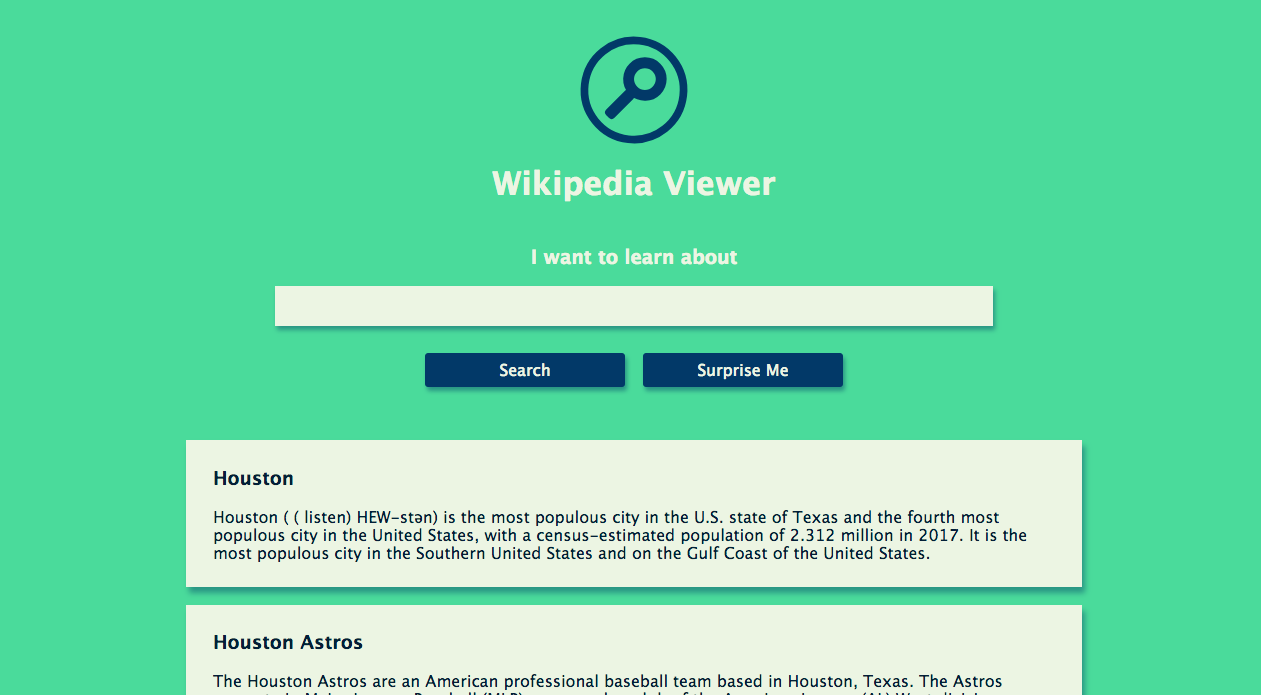 Wikipedia Viewer
I want to learn about
Search
Surprise Me
Houston
Houston ( ( listen) HEW-stən) is the most populous city in the U.S. state of Texas and the fourth most
populous city in the United States, with a census-estimated population of 2.312 million in 2017. It is the
most populous city in the Southern United States and on the Gulf Coast of the United States.
Houston Astros
The Houston Astros are an American professional baseball team based in Houston, Texas. The Astros